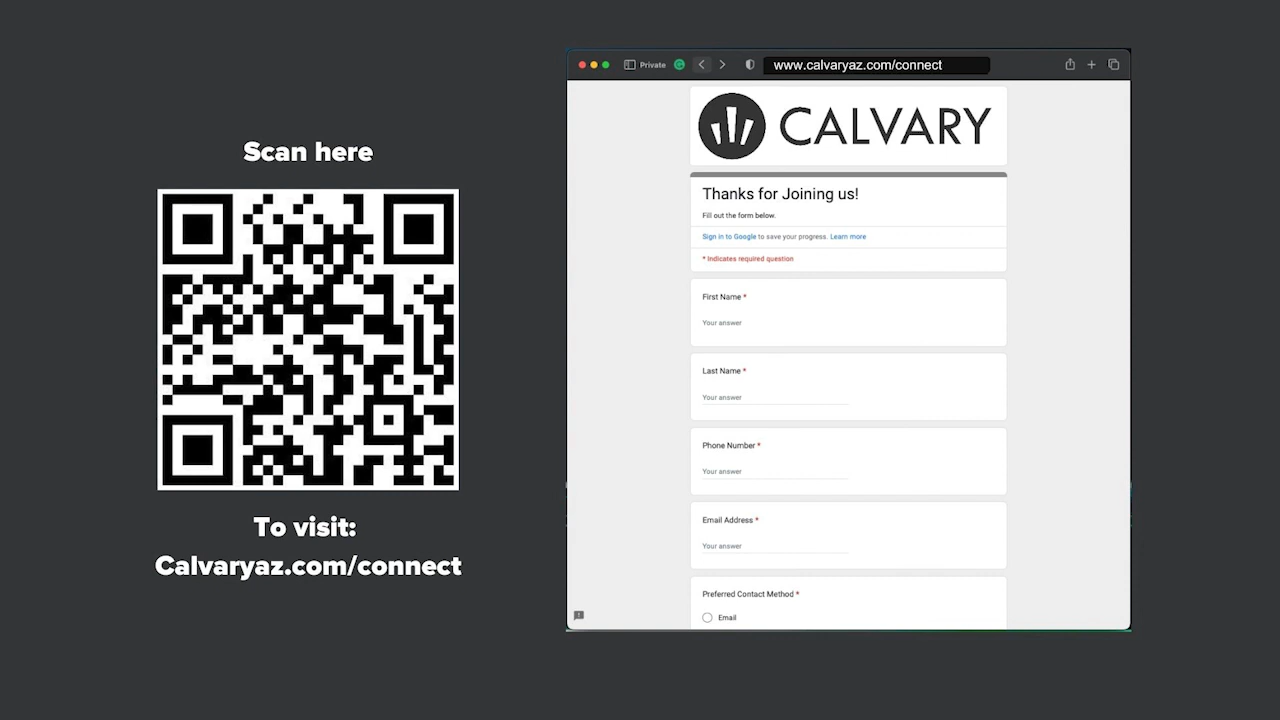 Scan here
To visit:
Calvaryaz.com/connect
Private
www.calvaryaz.com/connect
CALVARY
Thanks for Joining us!
Fill out the form below.
Sign in to Google to save your progress. Learn more
* Indicates required question
First Name *
Your answer
Last Name *
Your answer
Phone Number *
Your answer
Email Address *
Your answer
Preferred Contact Method *
Email